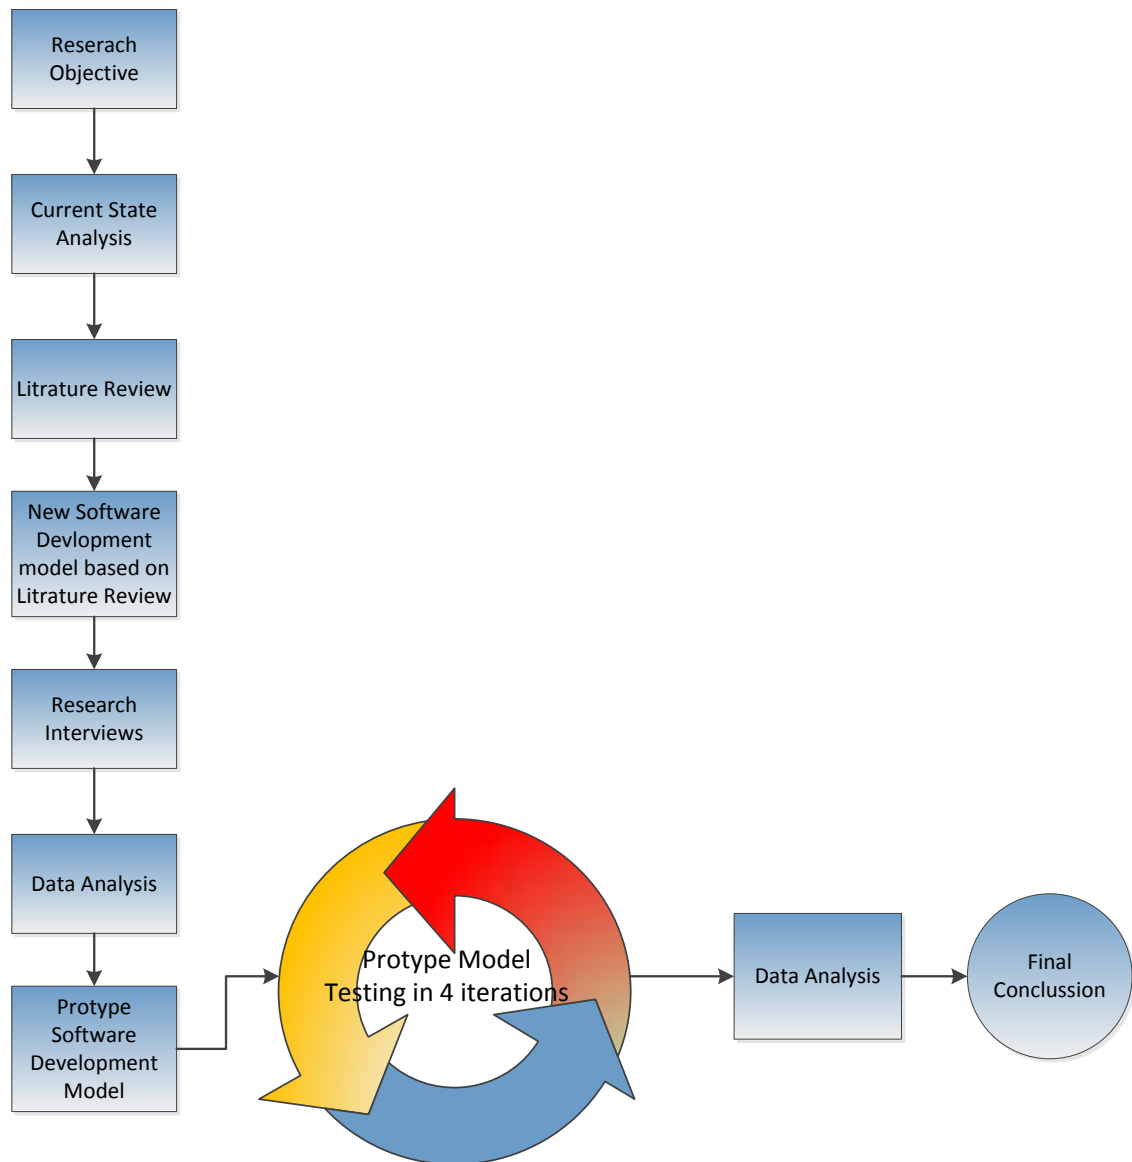 Reserach
Objective
Current State
Analysis
Litrature Review
New Software
Devlopment
model based on
Litrature Review
Research
Interviews
Data Analysis
Protype
Software
Development
Model
Protype Model
Testing in 4 iterations
Data Analysis
Final
Conclussion